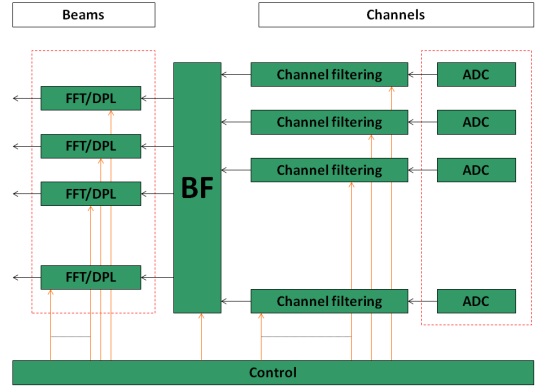 Beams
Channels
Channel filtering
ADC
FFT/DPL
Channel filtering
ADC
FFT/DPL
Channel filtering
ADC
BF
FFT/DPL
FFT/DPL
Channel filtering
ADC
Control